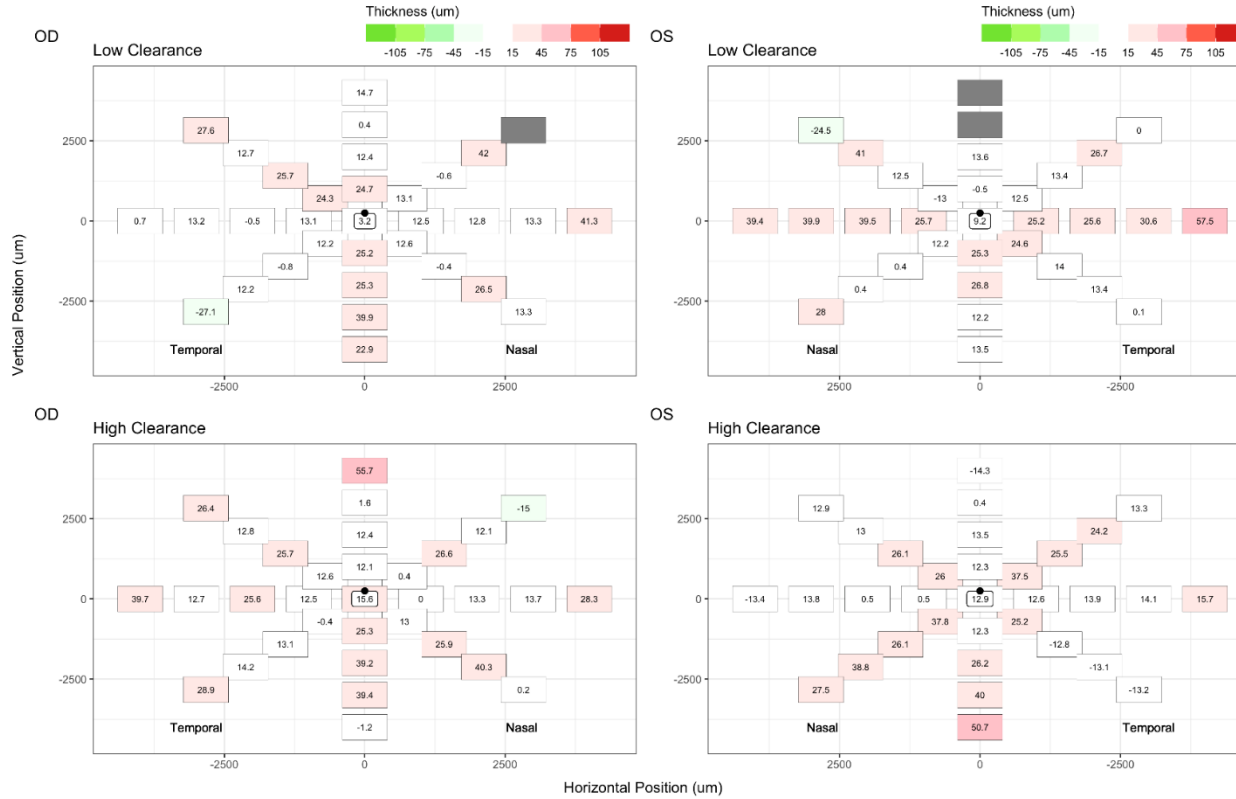 Thickness (um)
-105 -75 -45 -15 15 45 75 105
Thickness (um)
-105 -75 -45 -15 15 45 75 105
OD
Low Clearance
14.7
27.6 0.4
12.7 12.4 42
25.7 24.7 -0.6
24.3 13.1
0.7 13.2 -0.5 13.1 3.2 12.5 12.8 13.3 41.3
12.2 25.2 12.6
-0.8 25.3 -0.4
12.2 26.5
-27.1 39.9 13.3
22.9
Temporal Nasal
2500
0
-2500
-2500 0 2500
OS
Low Clearance
-24.5 0
41 13.6 26.7
12.5 -0.5 13.4
-13 12.5
39.4 39.9 39.5 25.7 9.2 25.2 25.6 30.6 57.5
12.2 25.3 24.6
0.4 26.8 14
0.4 13.4
28 12.2 0.1
13.5
Nasal Temporal
2500
0
-2500
2500 0 -2500
OD
High Clearance
55.7
26.4 1.6 -15
12.8 12.4 12.1
25.7 12.1 26.6
12.6 0.4
39.7 12.7 25.6 12.5 15.6 0 13.3 13.7 28.3
-0.4 25.3 13
13.1 39.2 25.9
14.2 40.3
28.9 39.4 0.2
-1.2
Temporal Nasal
2500
0
-2500
-2500 0 2500
OS
High Clearance
-14.3
12.9 0.4 13.3
13 13.5 24.2
26.1 12.3 25.5
26 37.5
-13.4 13.8 0.5 0.5 12.9 12.6 13.9 14.1 15.7
37.8 12.3 25.2
26.1 26.2 -12.8
38.8 -13.1
27.5 40 -13.2
50.7
Nasal Temporal
2500
0
-2500
2500 0 -2500
Vertical Position (um)
Horizontal Position (um)